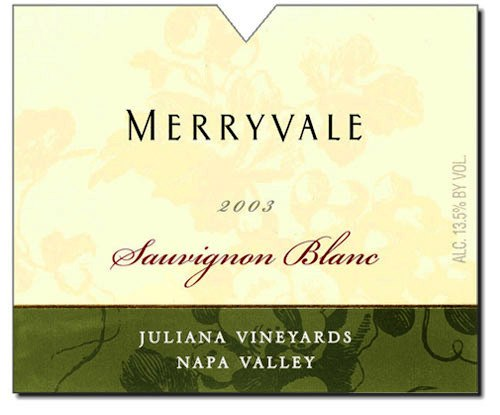 MERRYVALE
2003
Sauvignon Blanc
ALC. 13.5% BY VOL.
JULIANA VINEYARDS
NAPA VALLEY